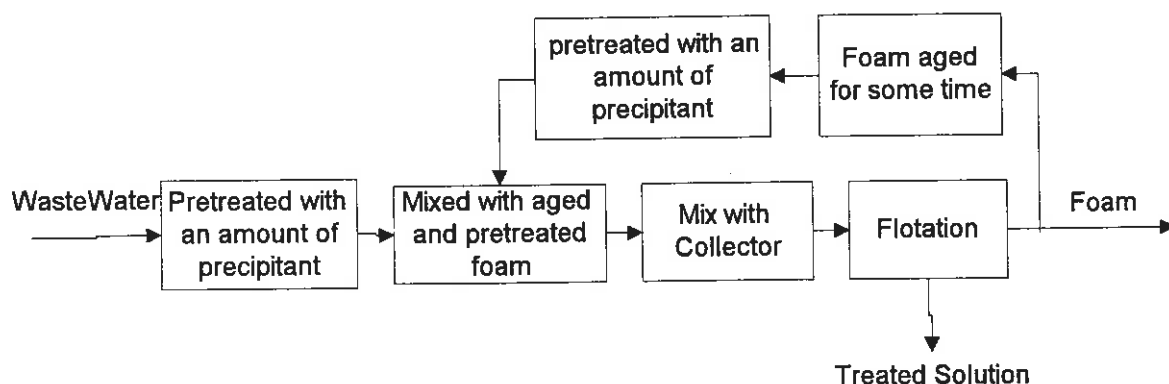 pretreated with an
amount of
precipitant
Foam aged
for some time
WasteWater
Pretreated with
an amount of
precipitant
Mixed with aged
and pretreated
foam
Mix with
Collector
Flotation
Foam
Treated Solution